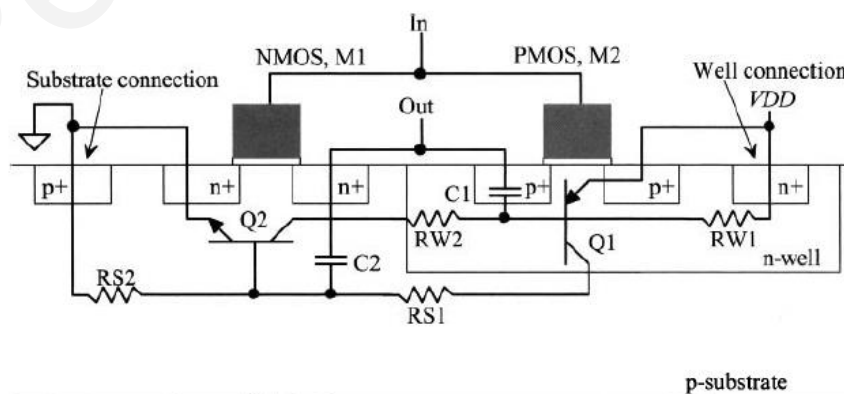 In
NMOS, M1
PMOS, M2
Substrate connection
Well connection
VDD
Out
p+
n+
n+
C1
p+
p+
n+
Q2
RW2
Q1
RW1
C2
n-well
RS2
RS1
p-substrate